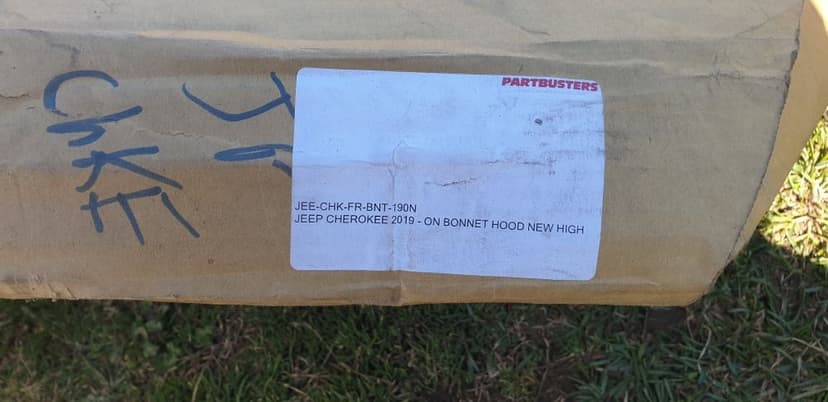 PARTBUSTERS
JEE-CHK-FR-BNT-190N
JEEP CHEROKEE 2019 - ON BONNET HOOD NEW HIGH